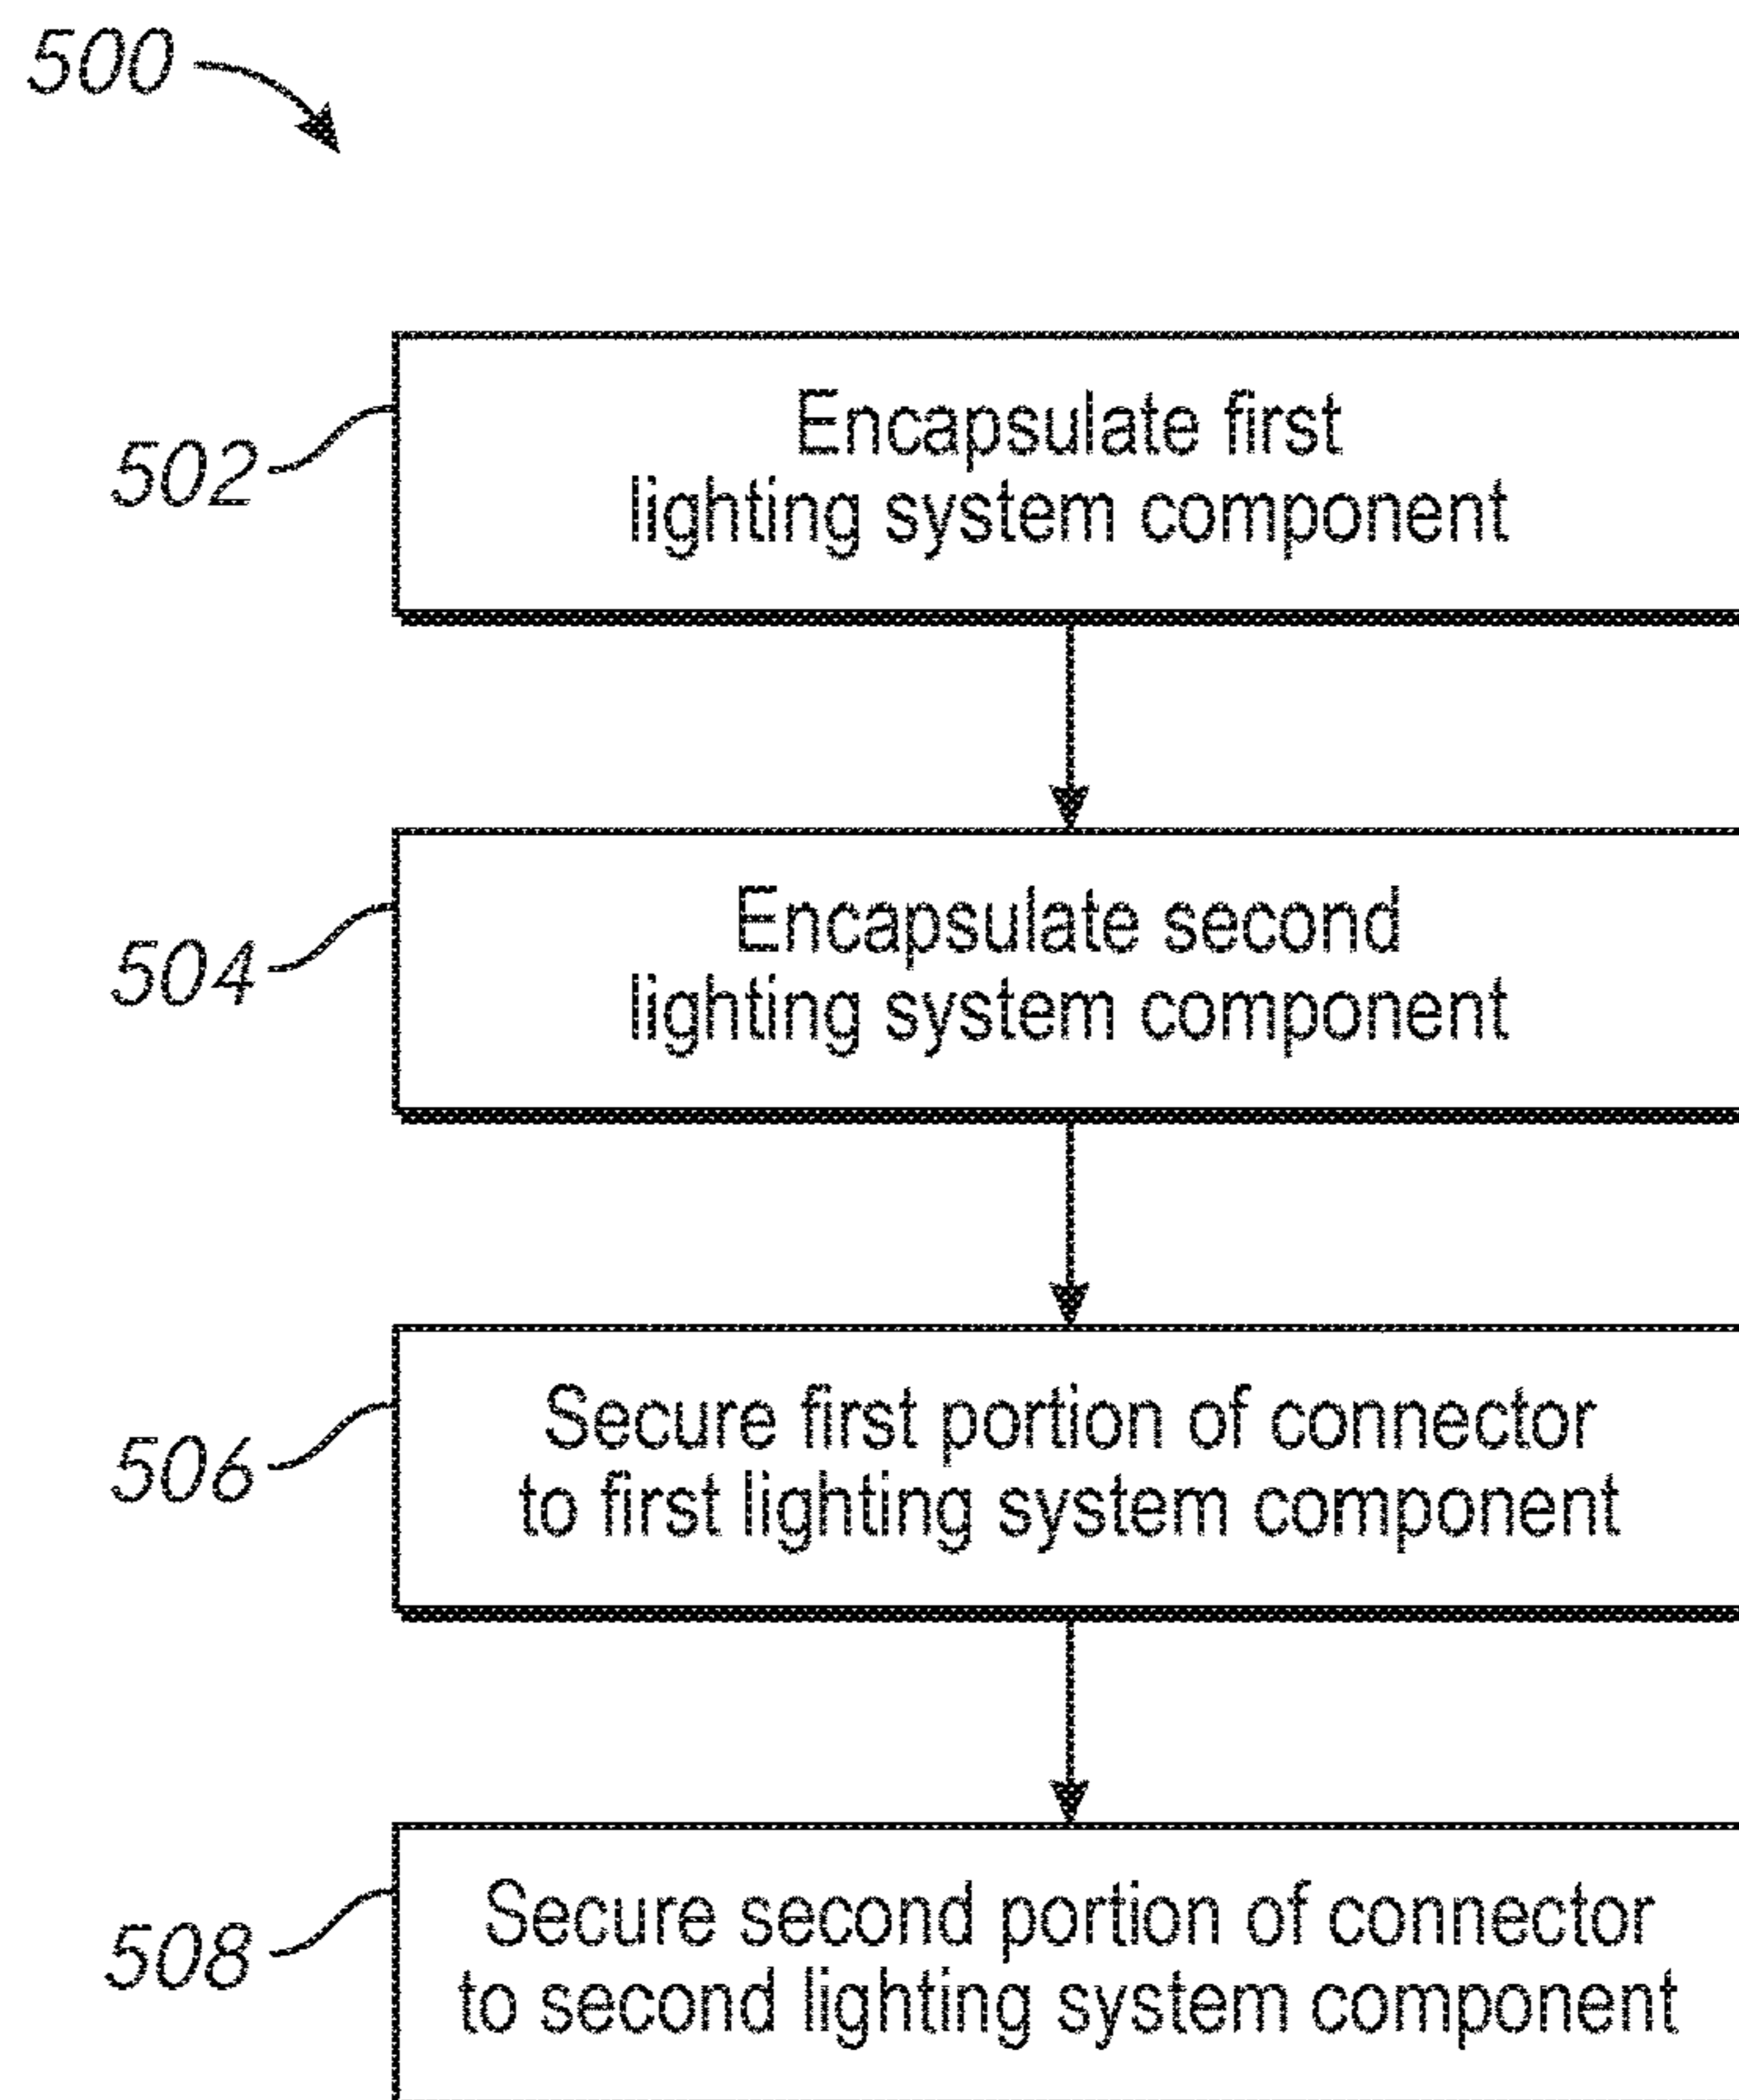 500
502
Encapsulate first
lighting system component
504
Encapsulate second
lighting system component
506
Secure first portion of connector
to first lighting system component
508
Secure second portion of connector
to second lighting system component